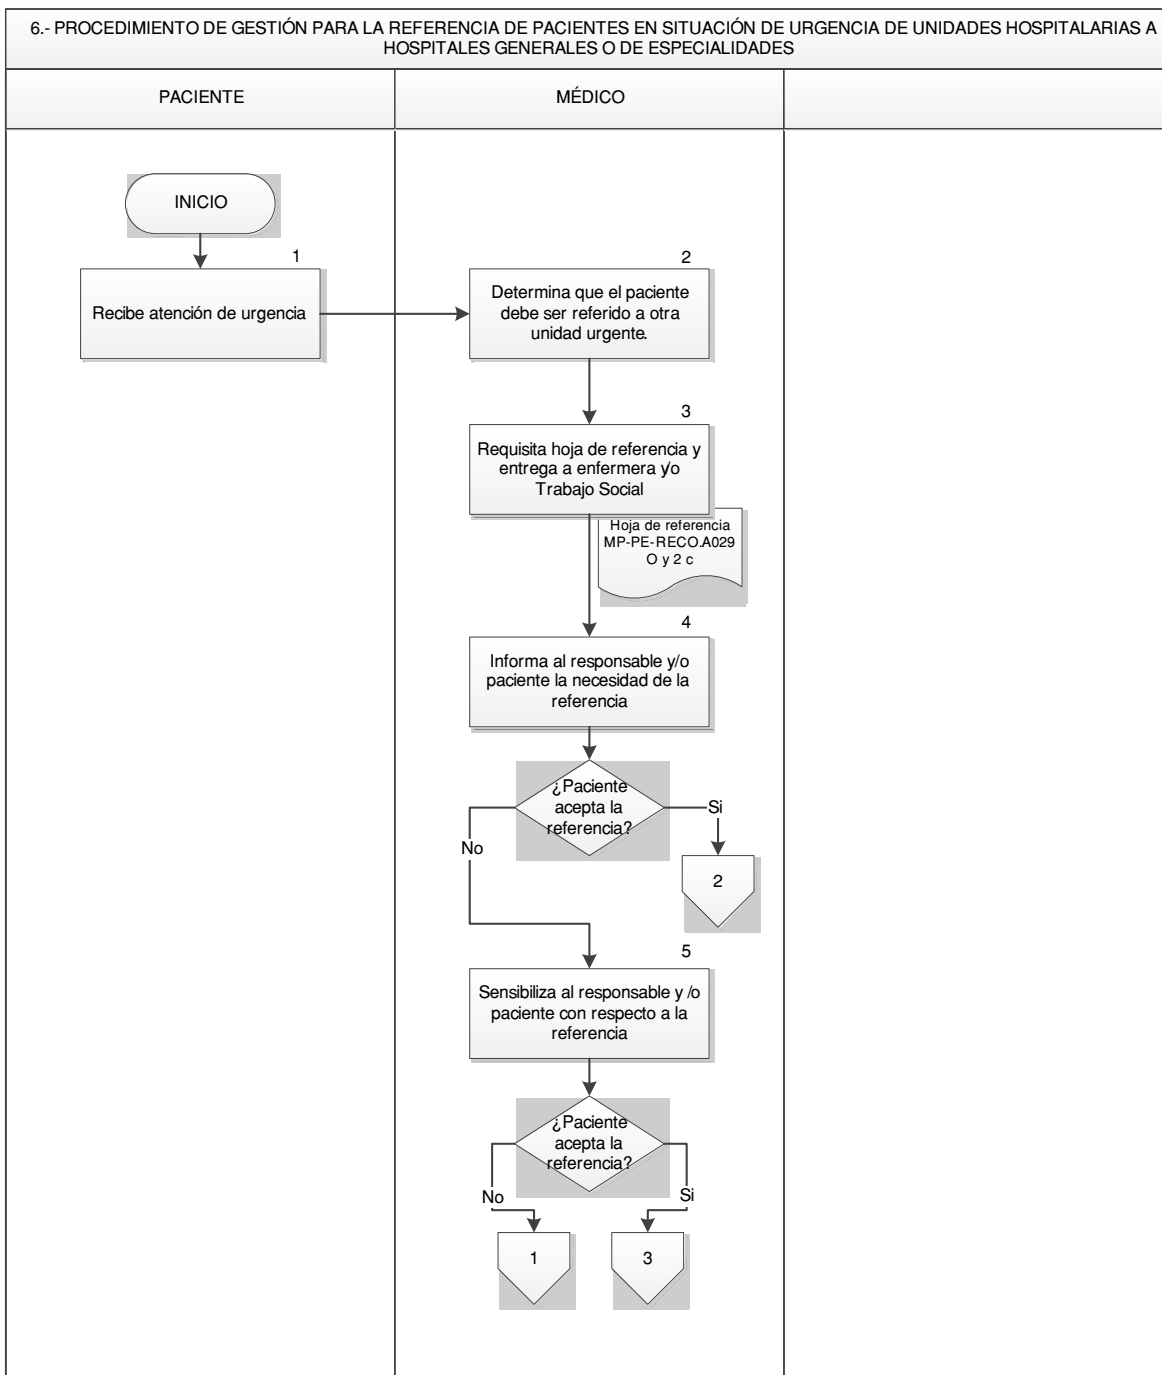 6.- PROCEDIMIENTO DE GESTIÓN PARA LA REFERENCIA DE PACIENTES EN SITUACIÓN DE URGENCIA DE UNIDADES HOSPITALARIAS A
HOSPITALES GENERALES O DE ESPECIALIDADES
PACIENTE
MÉDICO
INICIO
1
Recibe atención de urgencia
2
Determina que el paciente
debe ser referido a otra
unidad urgente.
3
Requisita hoja de referencia y
entrega a enfermera y/o
Trabajo Social
Hoja de referencia
MP-PE-RECO.A029
O y 2 c
4
Informa al responsable y/o
paciente la necesidad de la
referencia
¿Paciente
acepta la
referencia?
Si
No
2
5
Sensibiliza al responsable y /o
paciente con respecto a la
referencia
¿Paciente
acepta la
referencia?
No
Si
1
3